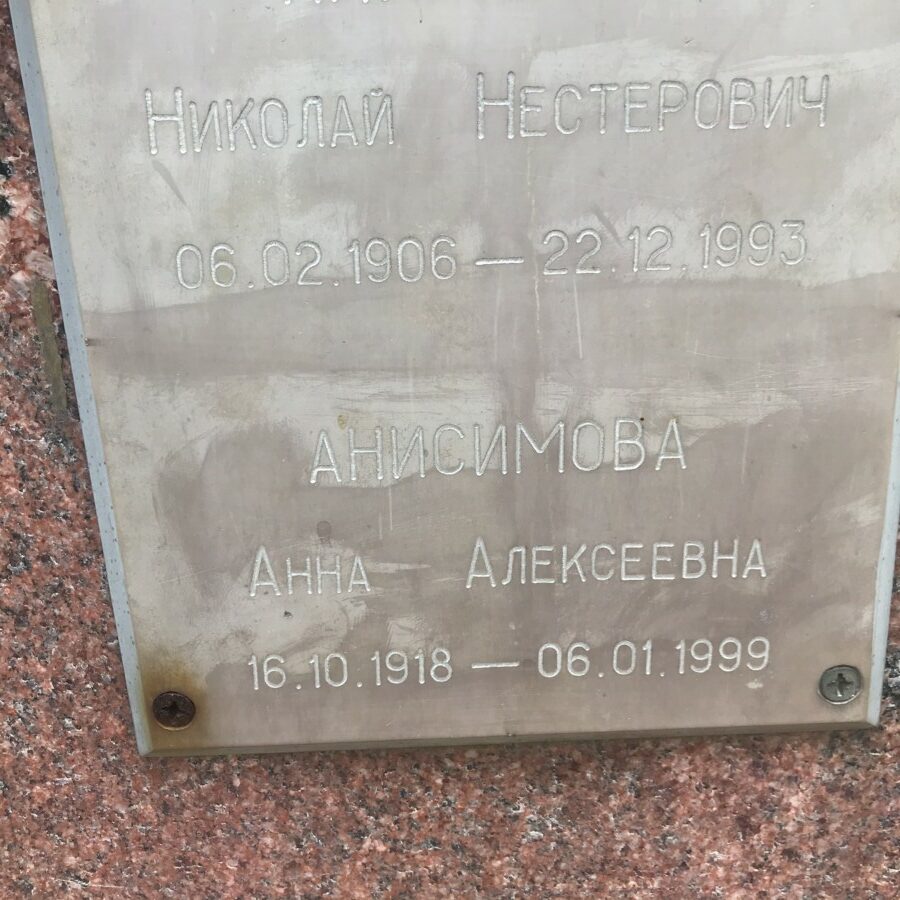 Николай Нестерович
06.02.1906 — 22.12.1993
АНИСИМОВА
Анна Алексеевна
16.10.1918 — 06.01.1999